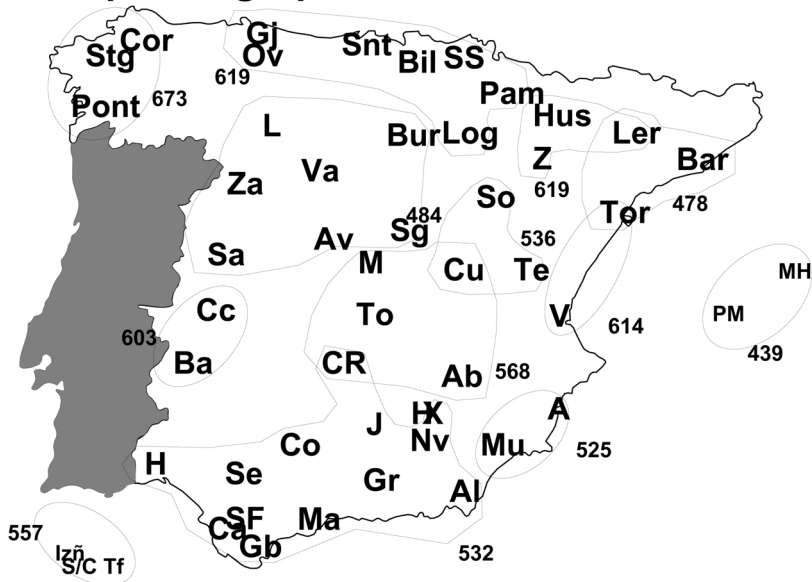 Cor
Gj
Stg
Ov
Snt
Bil
SS
619
Pont
673
Pam
Hus
L
Bur
Log
Ler
Z
Bar
Va
Za
619
So
478
484
Tor
Sg
Av
536
Sa
M
Cu
Te
MH
Cc
To
V
PM
614
603
439
Ba
CR
Ab
568
A
J
Nv
Co
Mu
525
H
Se
Gr
Al
SF
Ma
Ca
Gb
557
532
Izñ
S/C Tf